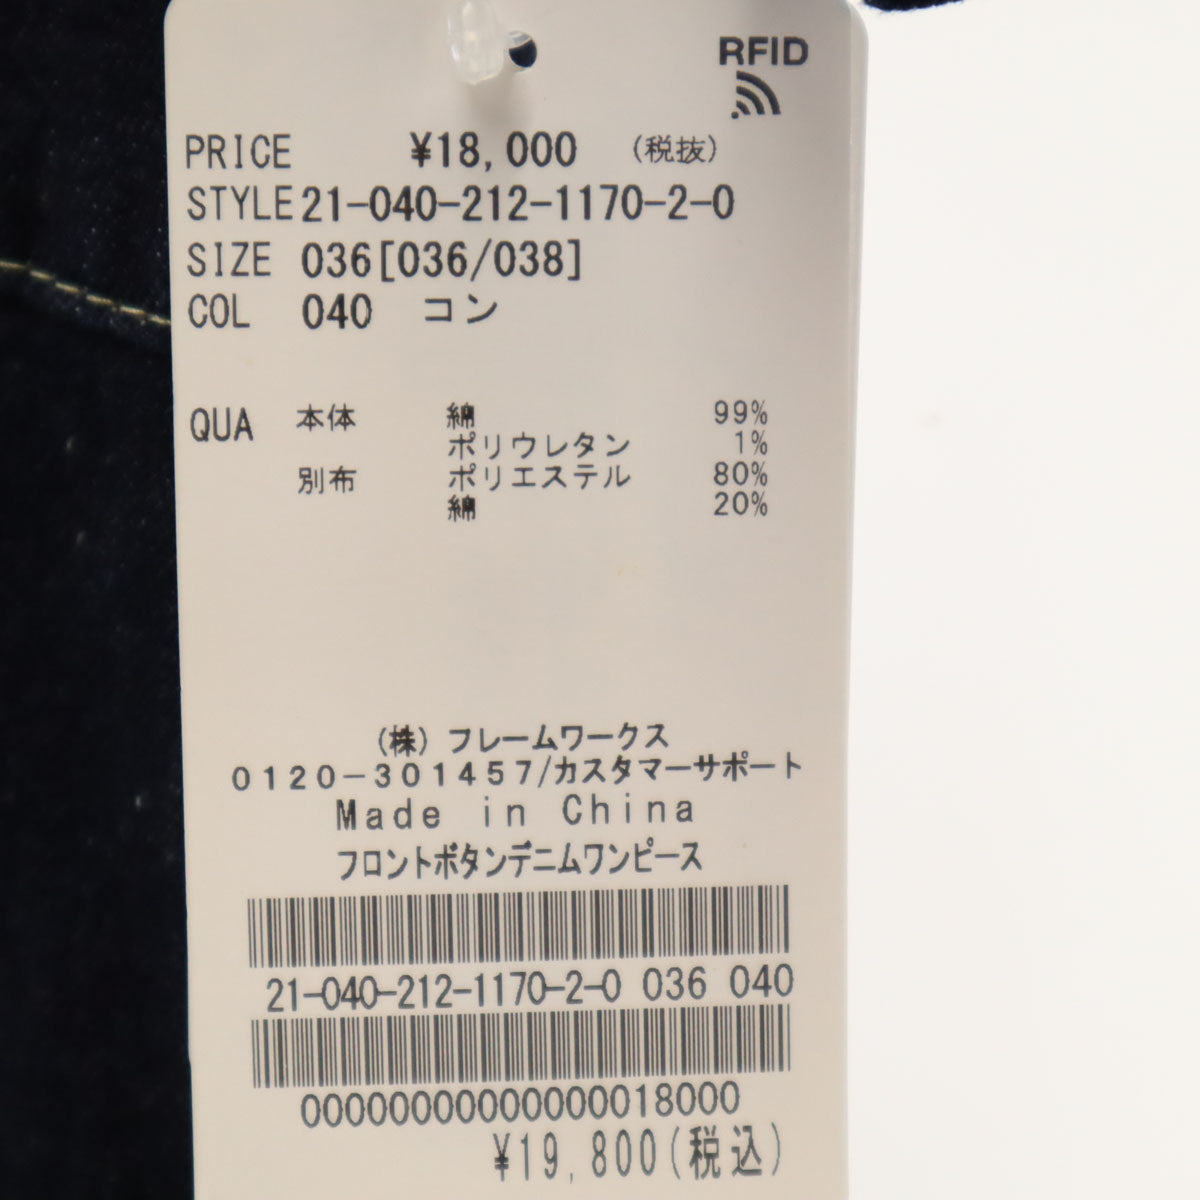 RFID
PRICE ¥18,000 (税抜)
STYLE 21-040-212-1170-2-0
SIZE 036[036/038]
COL 040 コン
QUA 本体 綿 99%
ポリウレタン 1%
別布 ポリエステル 80%
綿 20%
(株) フレームワークス
0120-301457/カスタマーサポート
Made in China
フロントボタンデニムワンピース
21-040-212-1170-2-0 036 040
00000000000000018000
¥19,800(税込)